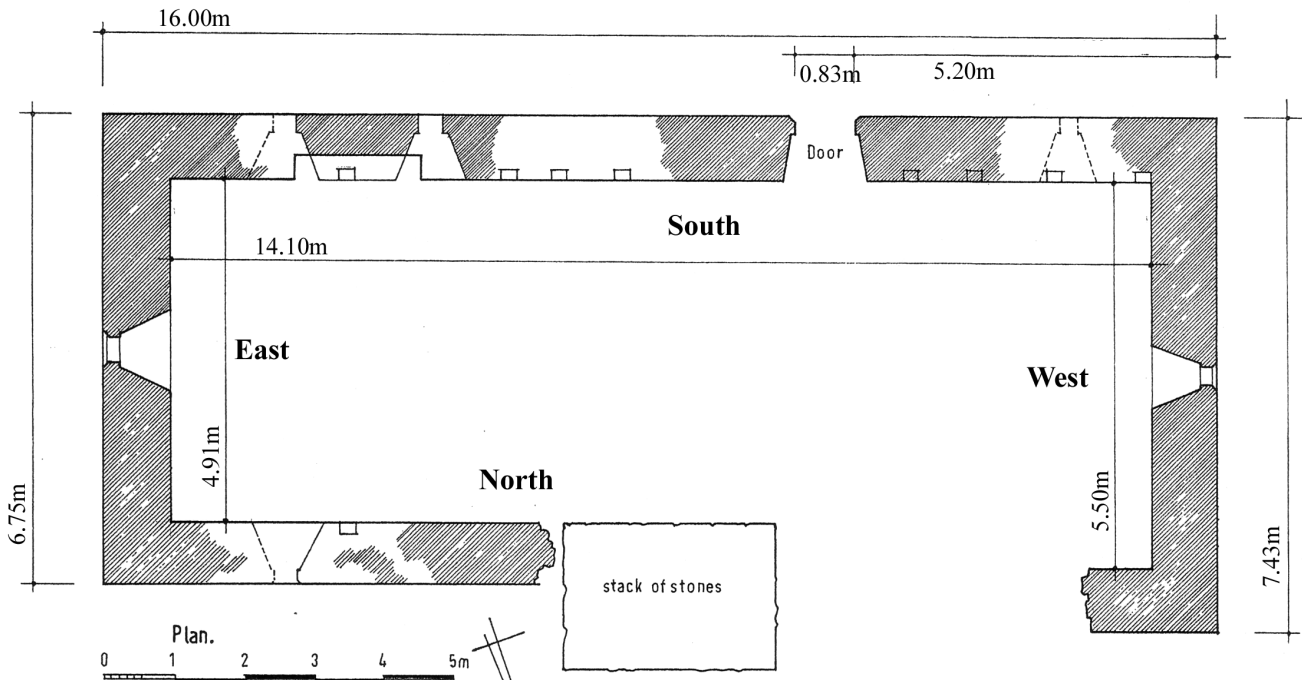 16.00m
0.83m
5.20m
Door
South
14.10m
East
West
4.91m
North
5.50m
6.75m
7.43m
stack of stones
Plan.
0 1 2 3 4 5m